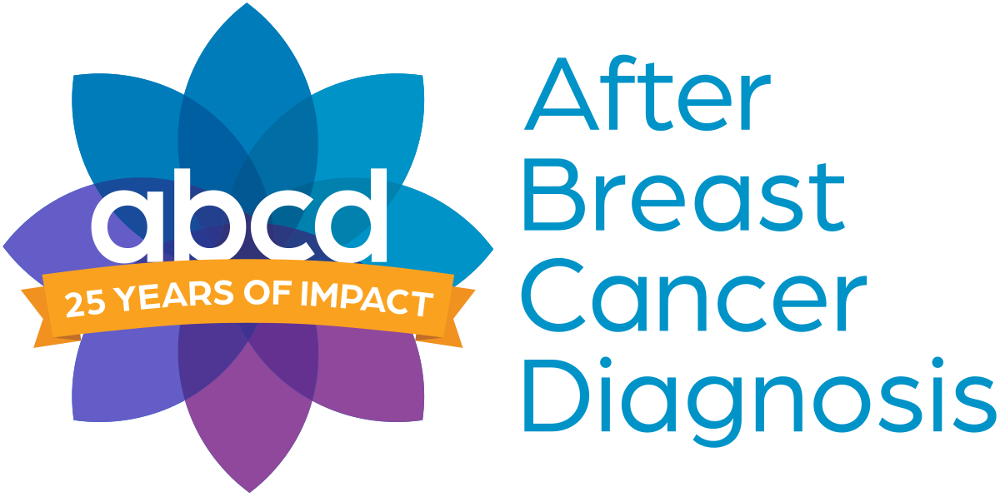 abcd
25 YEARS OF IMPACT
After
Breast
Cancer
Diagnosis